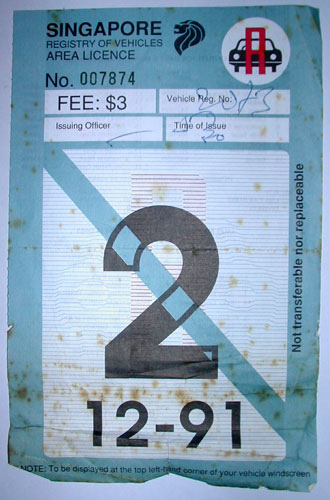 SINGAPORE
REGISTRY OF VEHICLES
AREA LICENCE
No. 007874
FEE: $3
Vehicle Reg. No:
Issuing Officer
Time of Issue
2
12-91
Not transferable nor replaceable
NOTE: To be displayed at the top left-hand corner of your vehicle windscreen